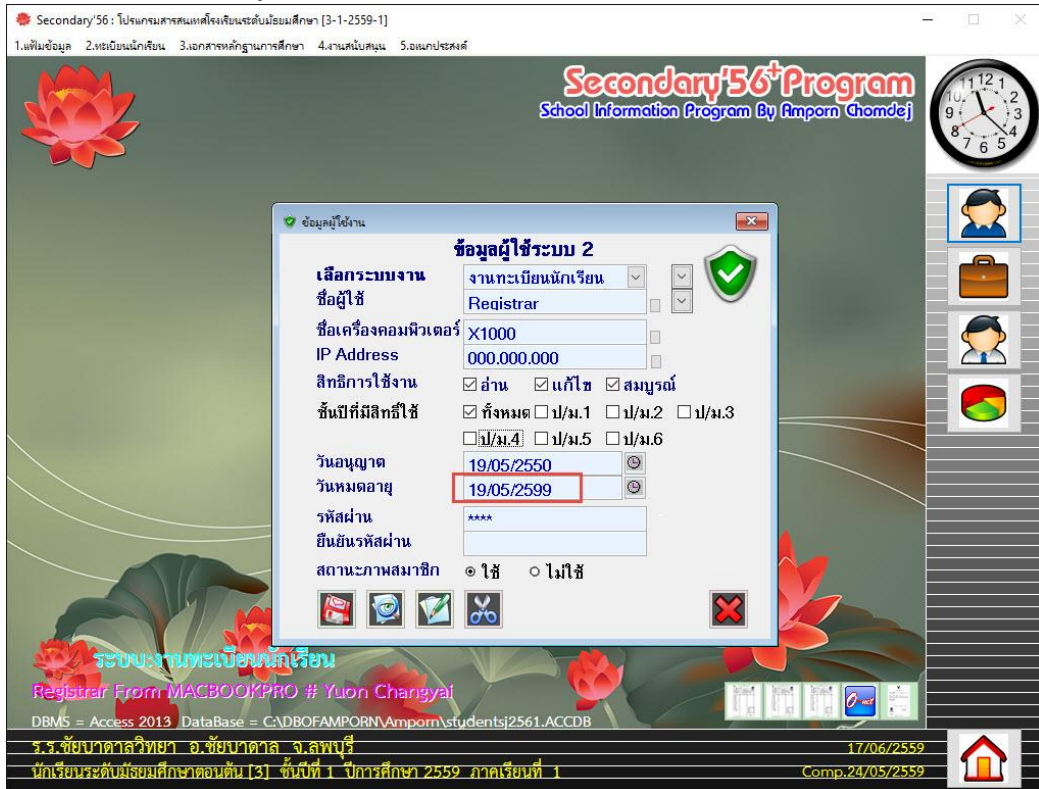 Secondary'56 : โปรแกรมสารสนเทศโรงเรียนระดับมัธยมศึกษา [3-1-2559-1]
1.แฟ้มข้อมูล 2.ทะเบียนนักเรียน 3.เอกสารหลักฐานการศึกษา 4.งานสนับสนุน 5.อเนกประสงค์
Secondary'56+Program
School Information Program By Amporn Chomdej
11 12 1
10 2
9 3
8 4
7 6 5
ข้อมูลผู้ใช้งาน
ข้อมูลผู้ใช้ระบบ 2
เลือกระบบงาน งานทะเบียนนักเรียน
ชื่อผู้ใช้ Registrar
ชื่อเครื่องคอมพิวเตอร์ X1000
IP Address 000.000.000
สิทธิการใช้งาน อ่าน แก้ไข สมบูรณ์
ชั้นปีที่มีสิทธิ์ใช้ ทั้งหมด ป/ม.1 ป/ม.2 ป/ม.3
ป/ม.4 ป/ม.5 ป/ม.6
วันอนุญาต 19/05/2550
วันหมดอายุ 19/05/2599
รหัสผ่าน ****
ยืนยันรหัสผ่าน
สถานะภาพสมาชิก ใช้ ไม่ใช้
ระบบ:งานทะเบียนนักเรียน
Registrar From MACBOOKPRO # Yuon Changyai
DBMS = Access 2013 DataBase = C:\DBOFAMPORN\Amporn\studentsj2561.ACCDB
ร.ร.ชัยบาดาลวิทยา อ.ชัยบาดาล จ.ลพบุรี 17/06/2559
นักเรียนระดับมัธยมศึกษาตอนต้น [3] ชั้นปีที่ 1 ปีการศึกษา 2559 ภาคเรียนที่ 1 Comp.24/05/2559